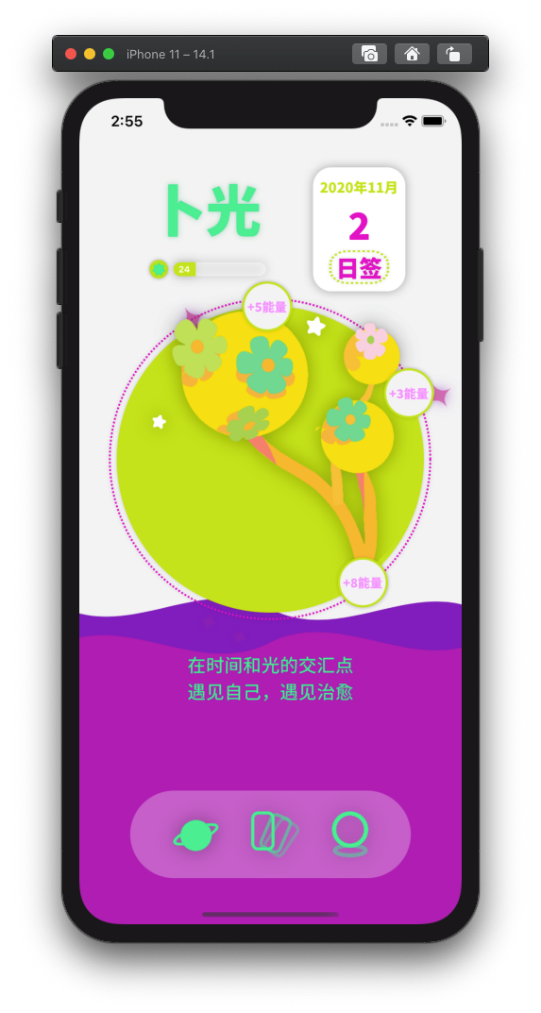 iPhone 11 – 14.1
2:55
2020年11月
卜光
2
日签
24
+5能量
+3能量
+8能量
在时间和光的交汇点
遇见自己，遇见治愈